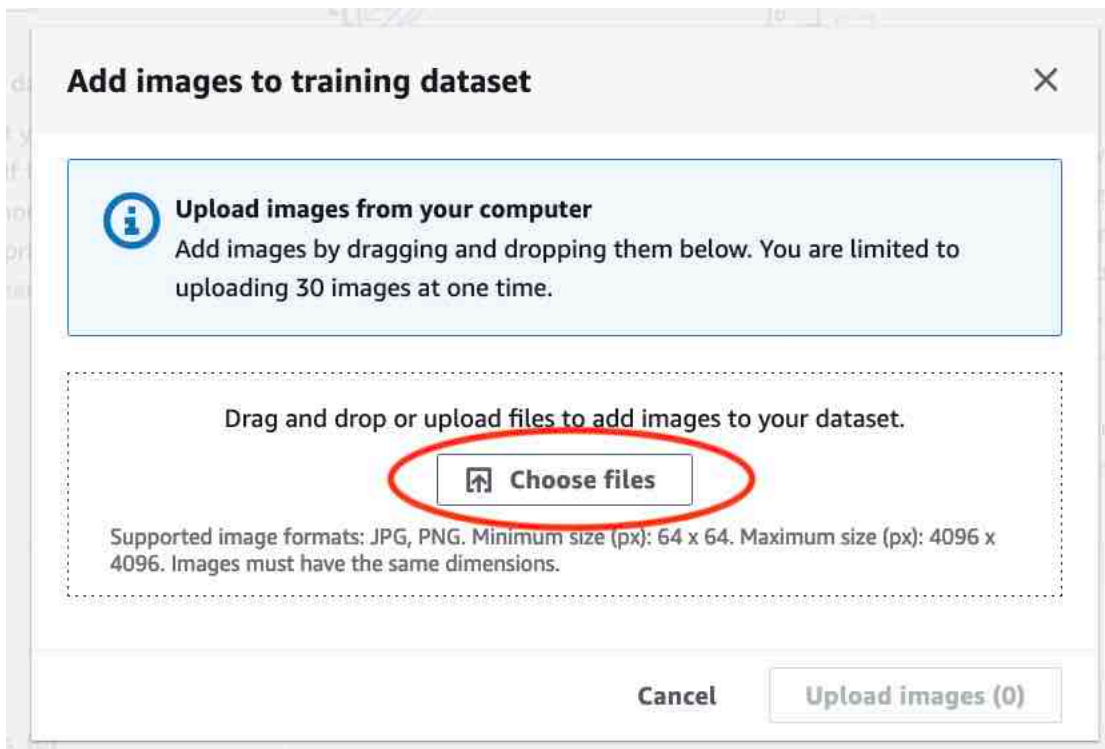 Add images to training dataset
Upload images from your computer
Add images by dragging and dropping them below. You are limited to
uploading 30 images at one time.
Drag and drop or upload files to add images to your dataset.
Choose files
Supported image formats: JPG, PNG. Minimum size (px): 64 x 64. Maximum size (px): 4096 x
4096. Images must have the same dimensions.
Cancel
Upload images (0)